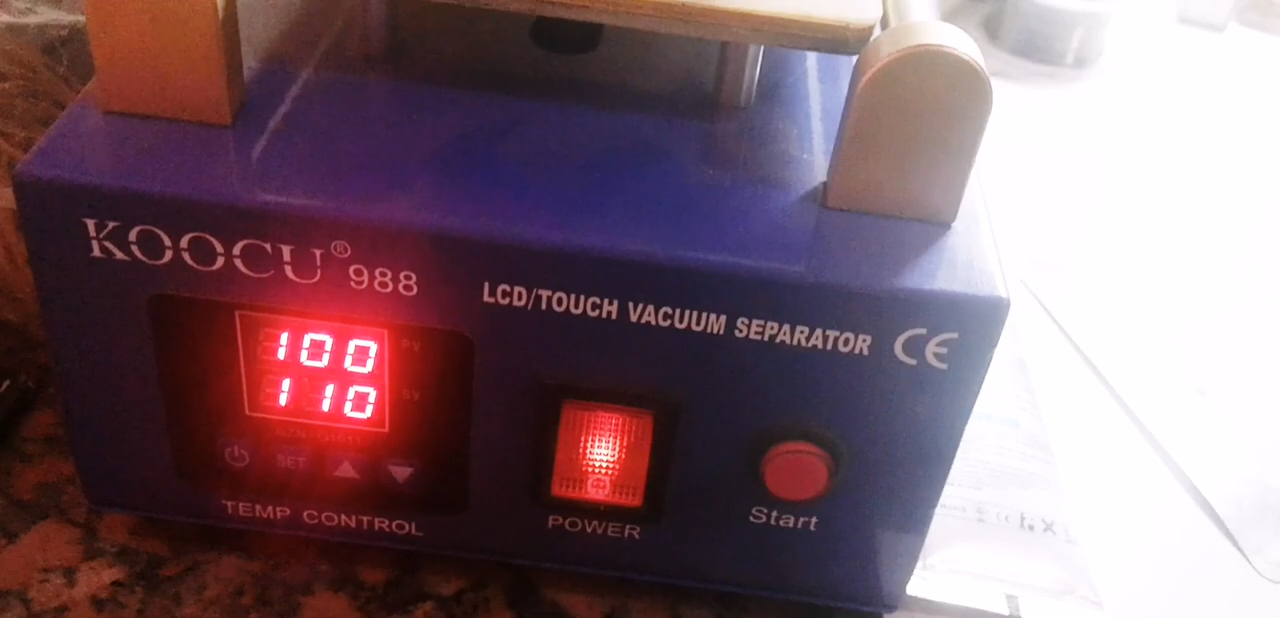 KOOCU® 988
LCD/TOUCH VACUUM SEPARATOR CE
100 PV
110 SV
SET
TEMP CONTROL
POWER
Start